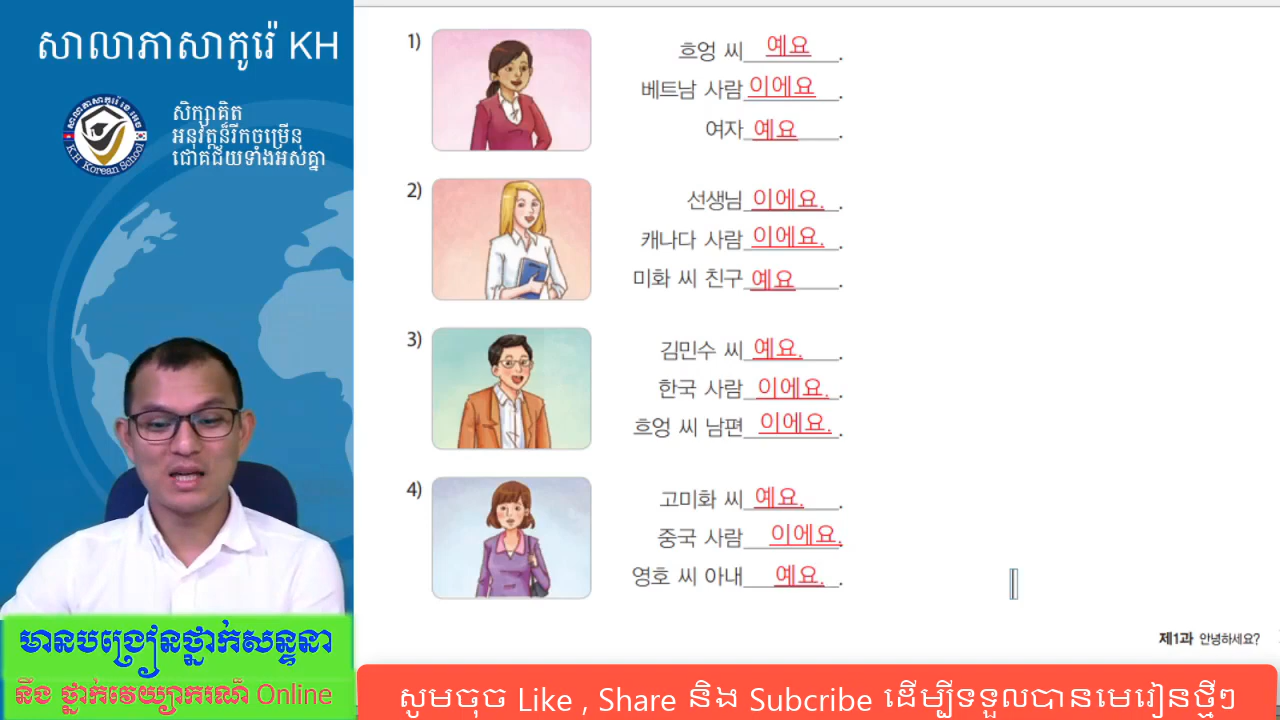 សាលាភាសាកូរ៉េ KH
K.H Korean School
សិក្សាគិត
អនុវត្តន៍រីកចម្រើន
ជោគជ័យទាំងអស់គ្នា
1)
흐엉 씨 예요.
베트남 사람 이에요.
여자 예요.
2)
선생님 이에요. .
캐나다 사람 이에요. .
미화 씨 친구 예요.
3)
김민수 씨 예요. .
한국 사람 이에요. .
흐엉 씨 남편 이에요. .
4)
고미화 씨 예요. .
중국 사람 이에요. .
영호 씨 아내 예요. .
제1과 안녕하세요?
មានបង្រៀនថ្នាក់សន្ទនា
និង ថ្នាក់វេយ្យាករណ៍ Online
សូមចុច Like , Share និង Subcribe ដើម្បីទទួលបានមេរៀនថ្មីៗ